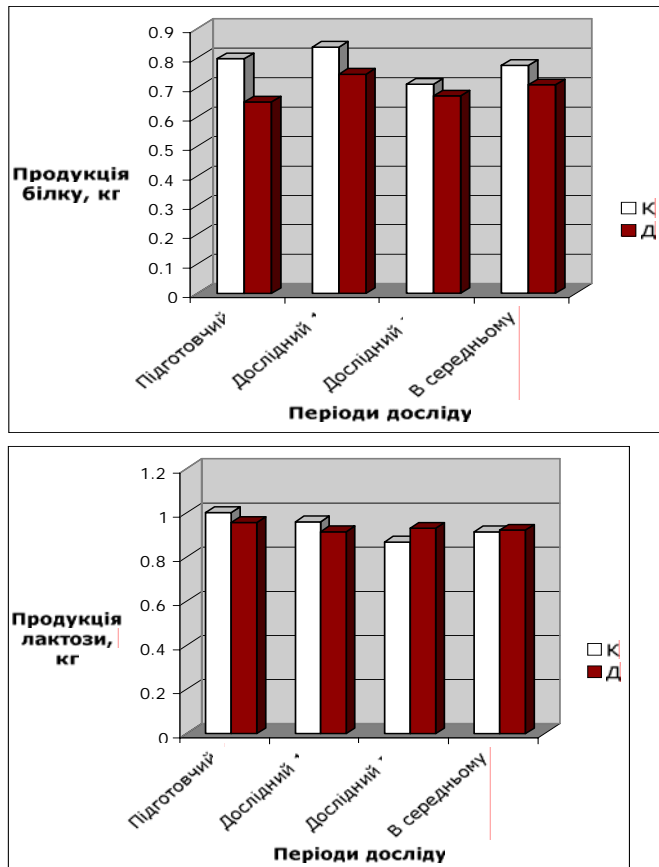 0.9
0.8
0.7
0.6
0.5
0.4
0.3
0.2
0.1
0
Продукція
білку, кг
К
Д
Підготовчий
Дослідний
Дослідний
В середньому
Періоди досліду
1.2
1
0.8
0.6
0.4
0.2
0
Продукція
лактози,
кг
К
Д
Підготовчий
Дослідний
Дослідний
В середньому
Періоди досліду